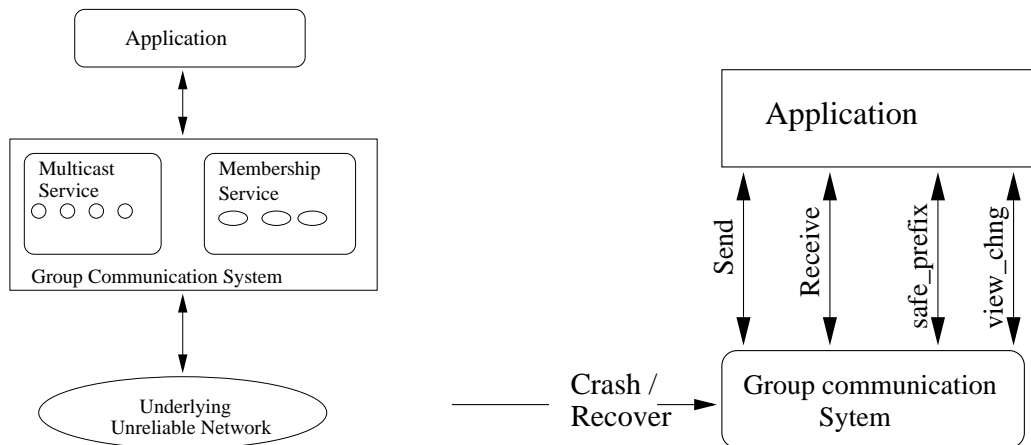 Application
Multicast
Service
Membership
Service
Group Communication System
Underlying
Unreliable Network
Application
Send
Receive
safe_prefix
view_chng
Crash /
Recover
Group communication
Sytem